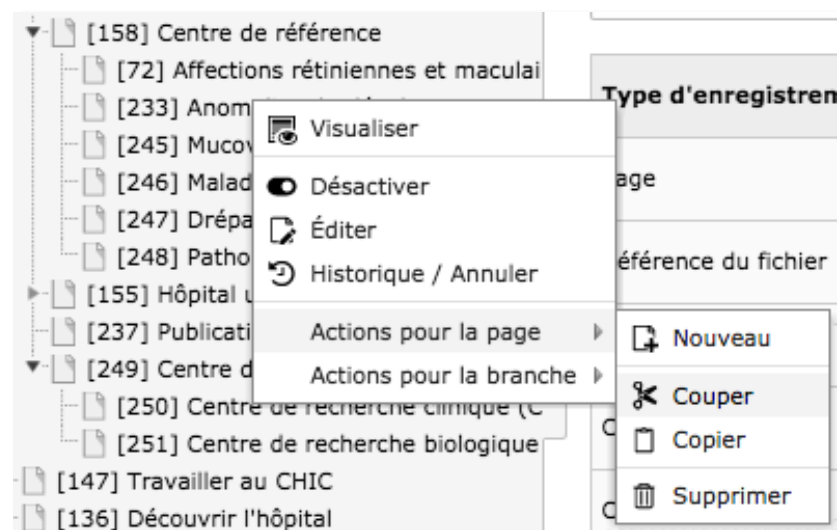 [158] Centre de référence
[72] Affections rétiniennes et maculai
[233] Anom
[245] Muco
[246] Malad
[247] Drépa
[248] Patho
[155] Hôpital
[237] Publicati
[249] Centre d
[250] Centre de recherche clinique (C
[251] Centre de recherche biologique
[147] Travailler au CHIC
[136] Découvrir l'hôpital
Visualiser
Désactiver
Éditer
Historique / Annuler
Actions pour la page
Actions pour la branche
Nouveau
Couper
Copier
Supprimer
Type d'enregistrem
age
éférence du fichier